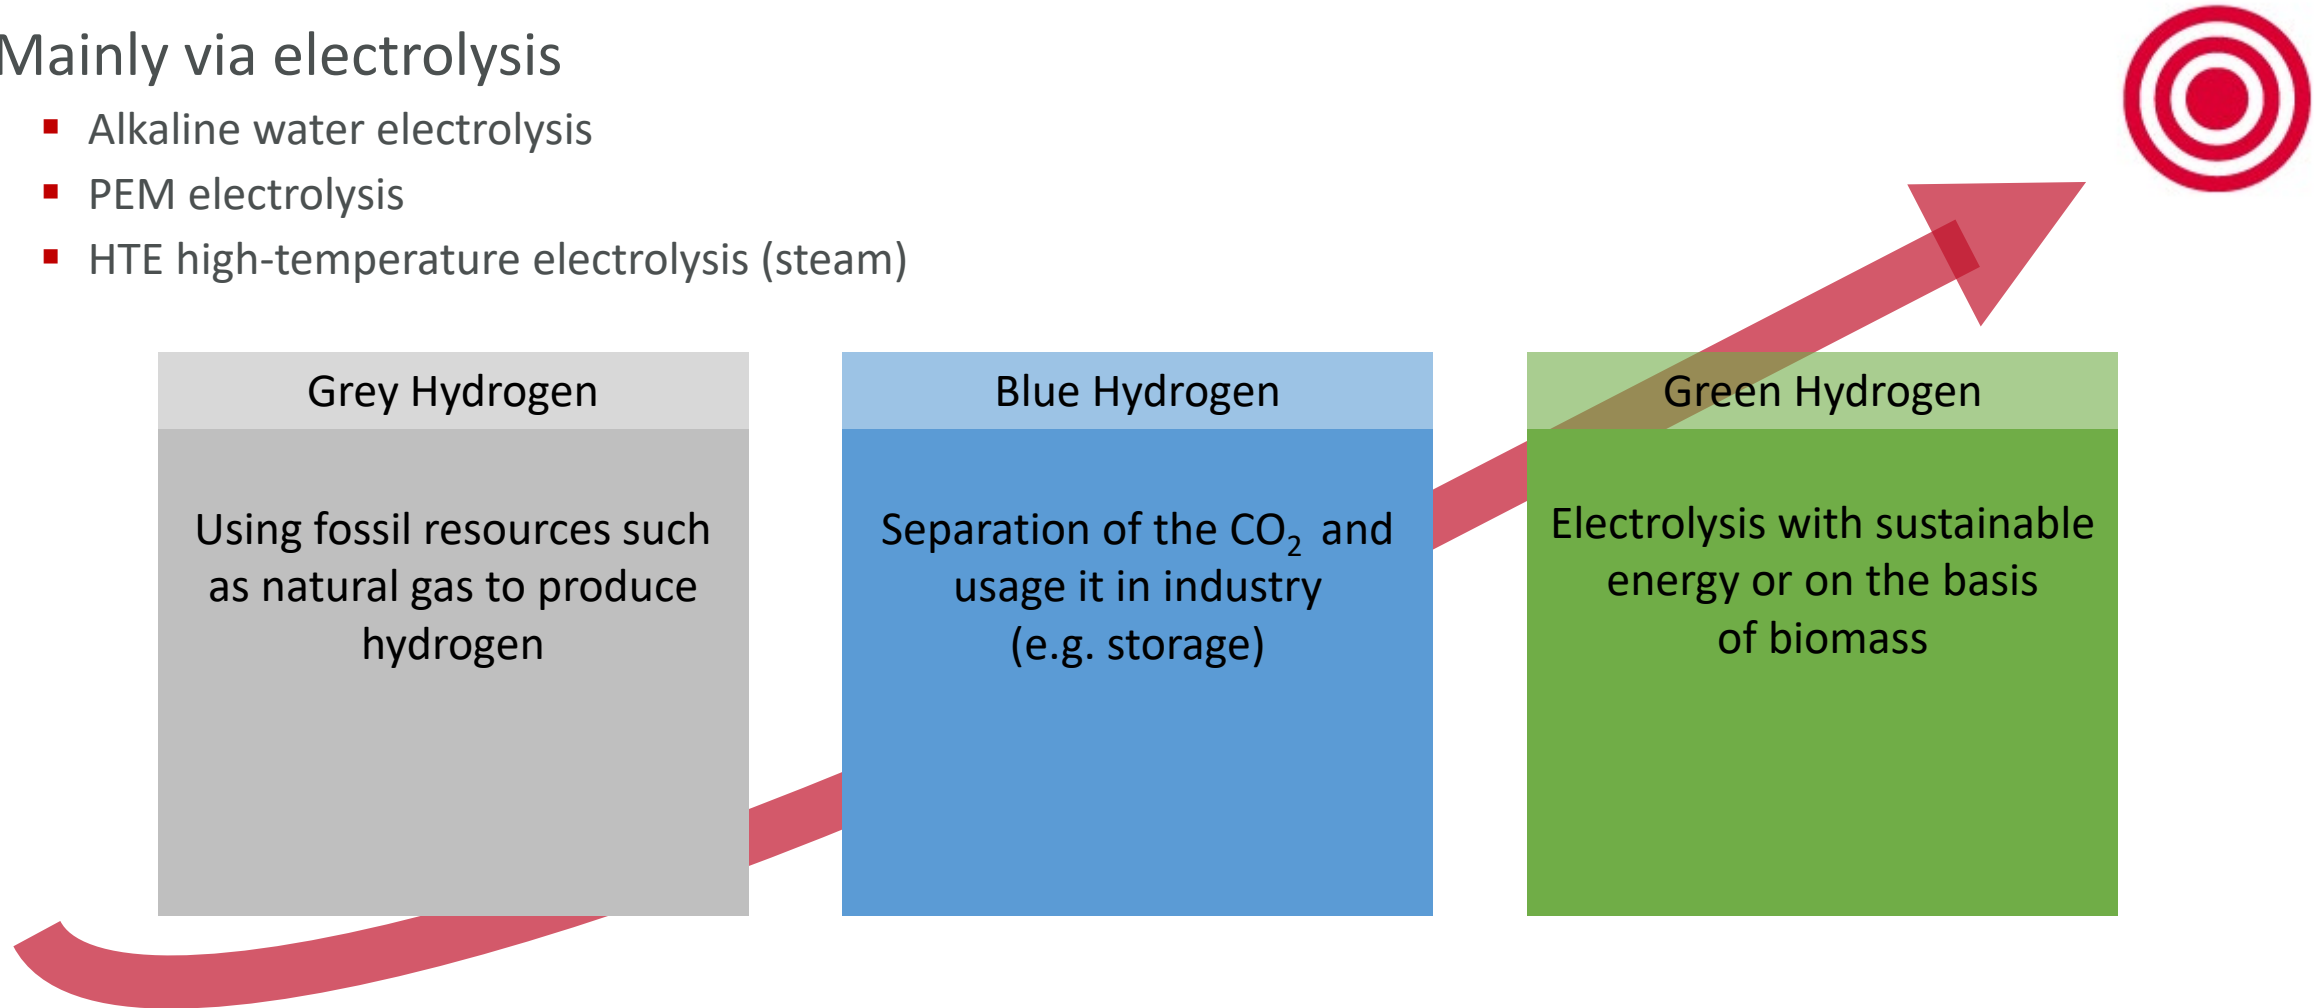 Mainly via electrolysis
▪ Alkaline water electrolysis
▪ PEM electrolysis
▪ HTE high-temperature electrolysis (steam)
Grey Hydrogen
Using fossil resources such
as natural gas to produce
hydrogen
Blue Hydrogen
Separation of the CO₂ and
usage it in industry
(e.g. storage)
Green Hydrogen
Electrolysis with sustainable
energy or on the basis
of biomass